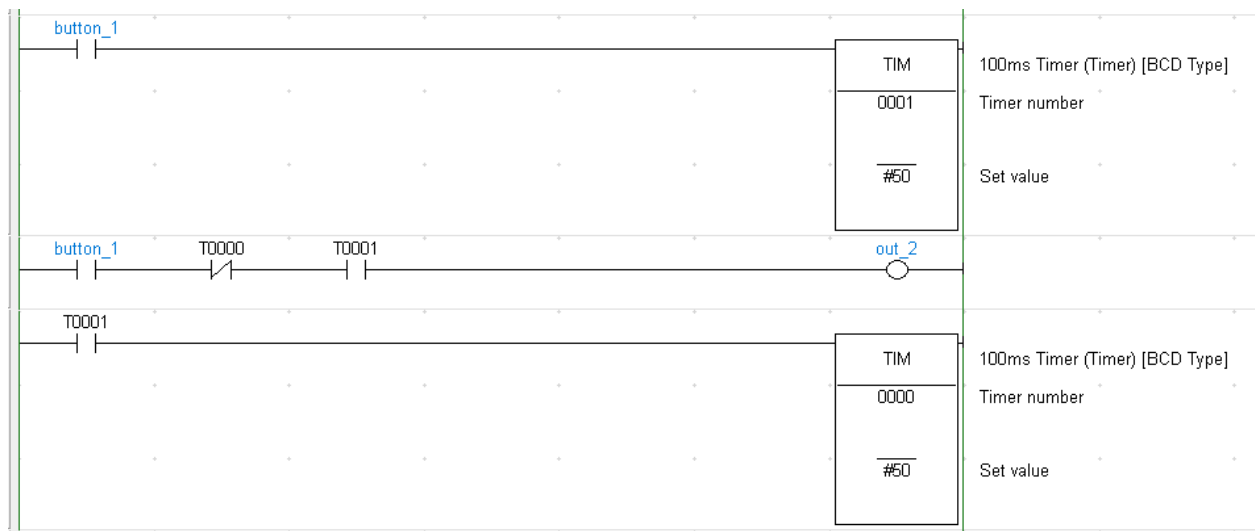 button_1
TIM 100ms Timer (Timer) [BCD Type]
0001 Timer number
#50 Set value
button_1 T0000 T0001 out_2
T0001
TIM 100ms Timer (Timer) [BCD Type]
0000 Timer number
#50 Set value